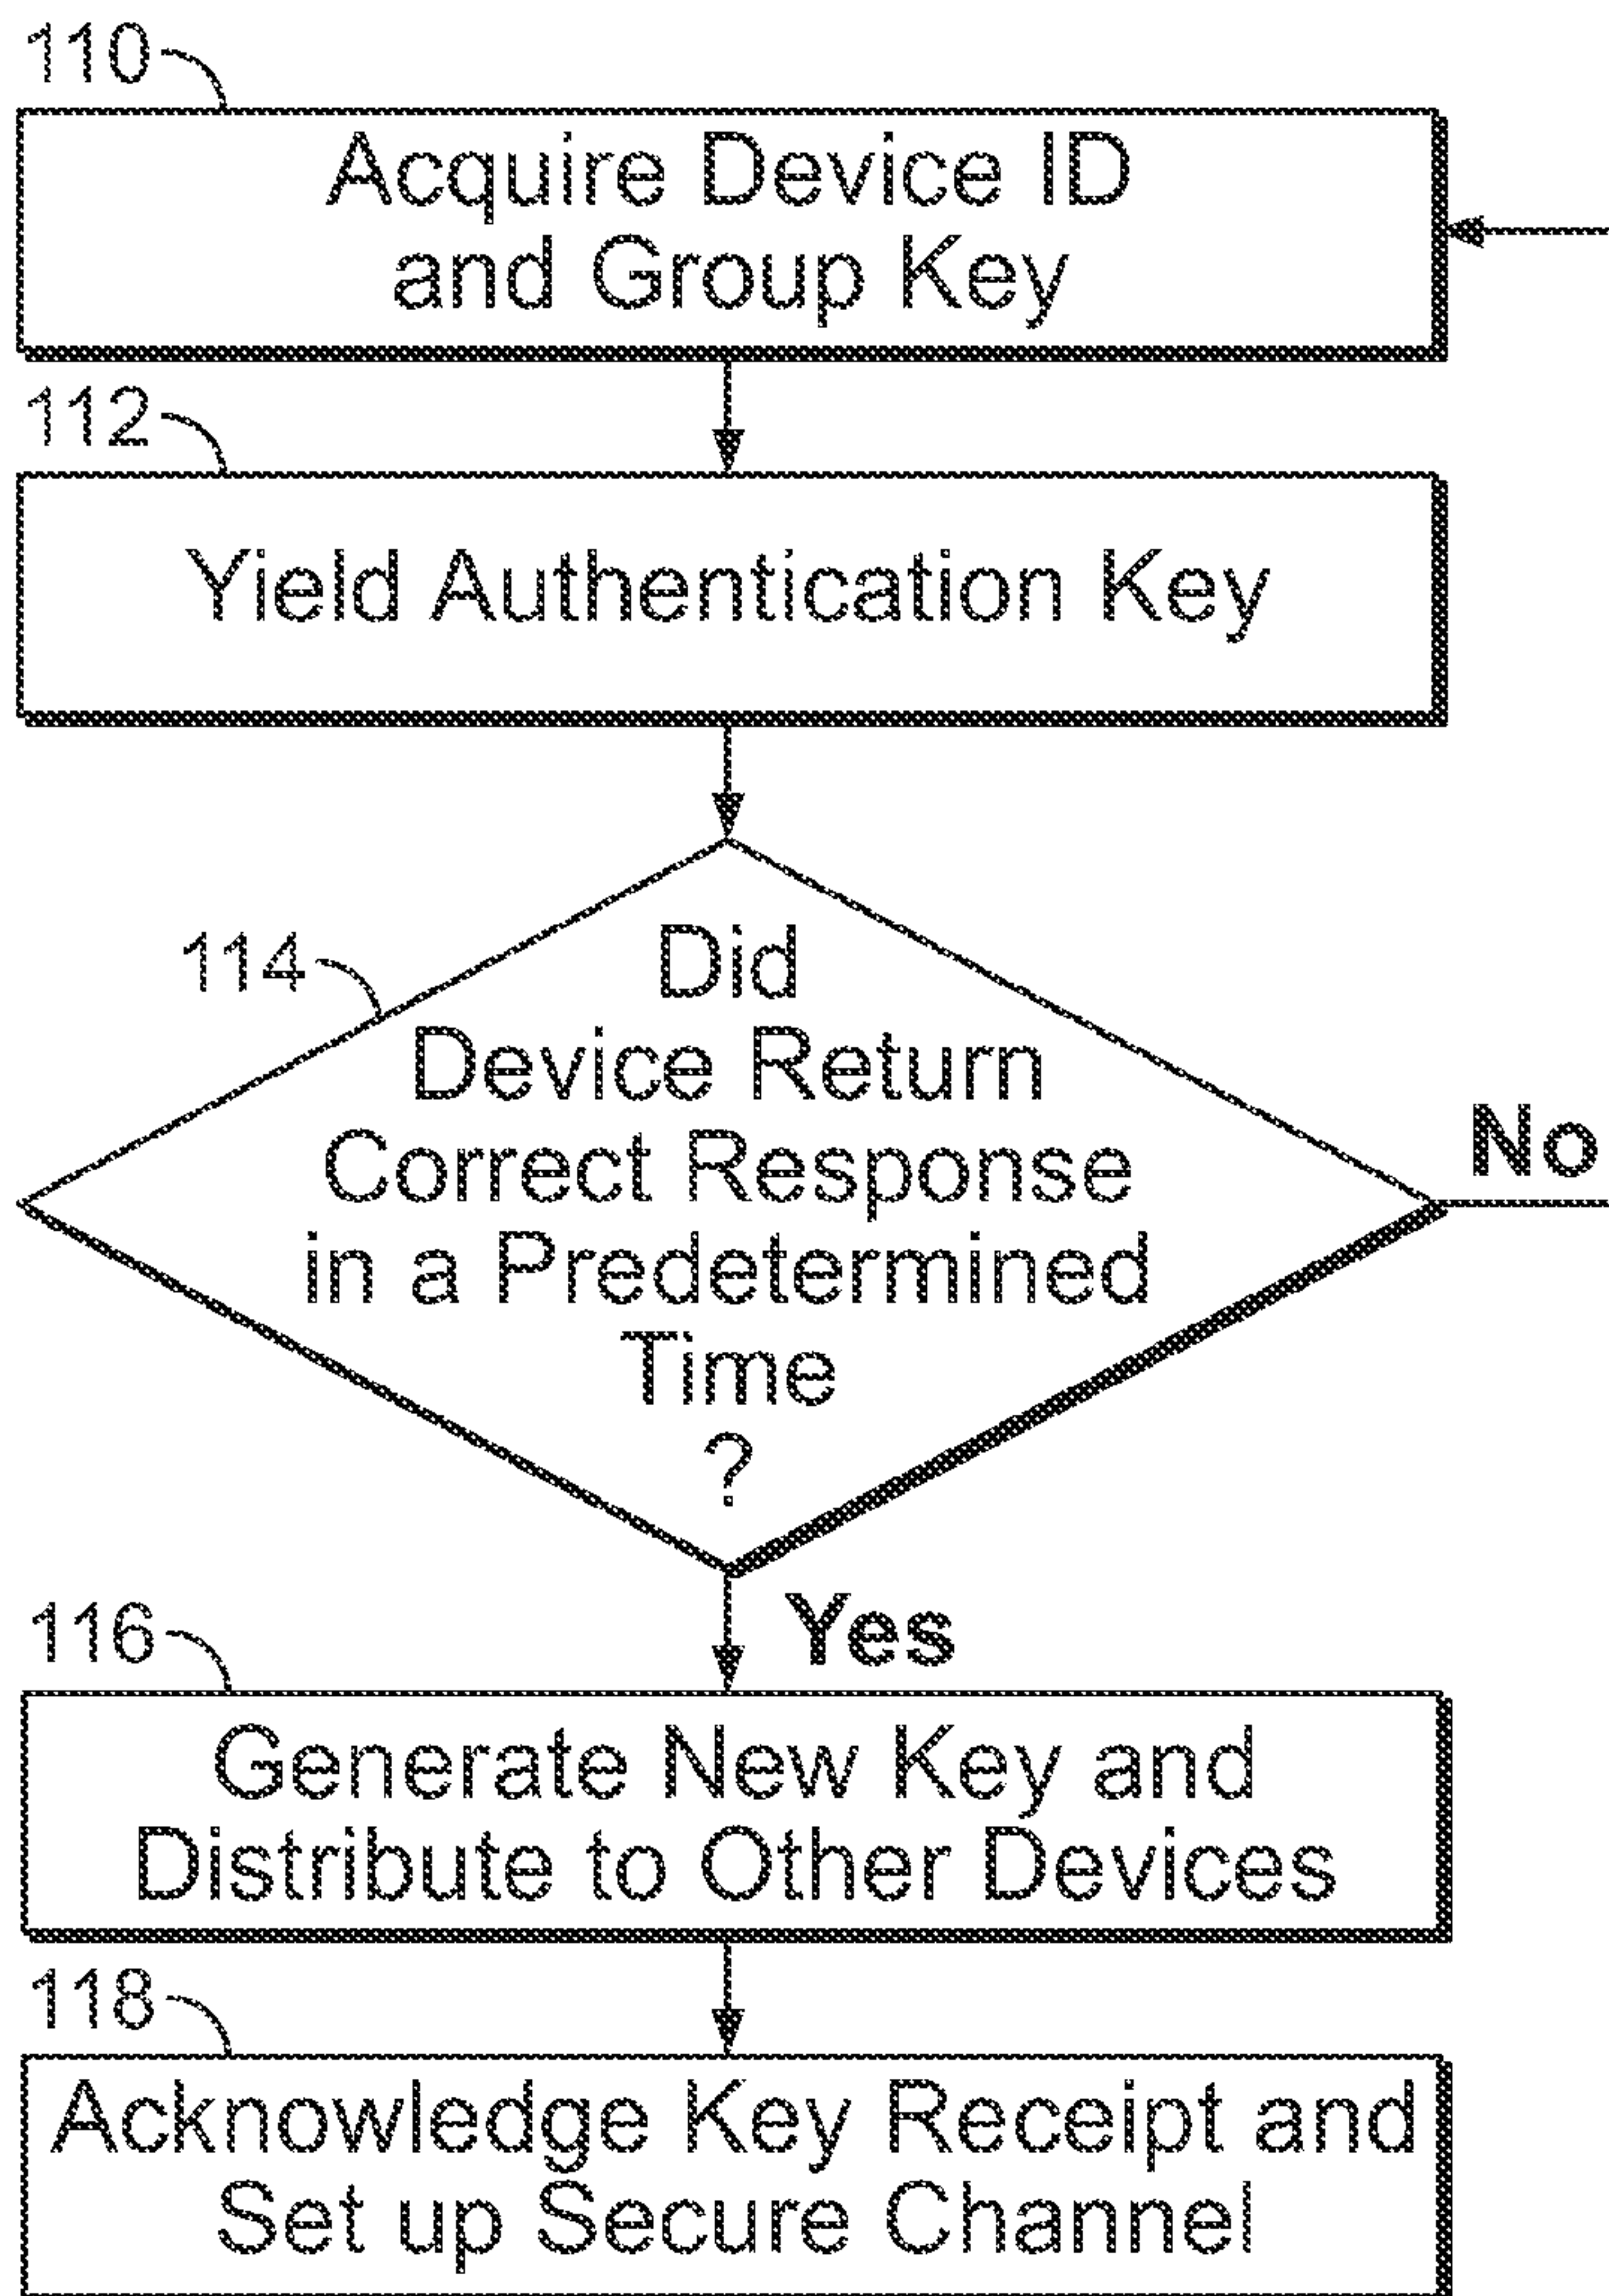 110
Acquire Device ID
and Group Key
112
Yield Authentication Key
114
Did
Device Return
Correct Response
in a Predetermined
Time
?
No
Yes
116
Generate New Key and
Distribute to Other Devices
118
Acknowledge Key Receipt and
Set up Secure Channel